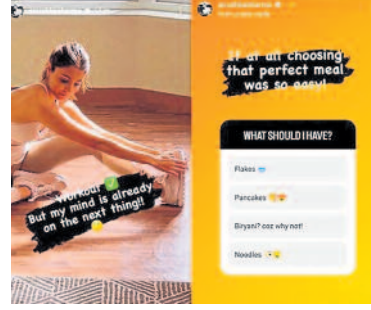 Workout ✅
But my mind is already
on the next thing!!
If at all choosing
that perfect meal
was so easy!
WHAT SHOULD I HAVE?
Flakes
Pancakes
Biryani? coz why not!
Noodles